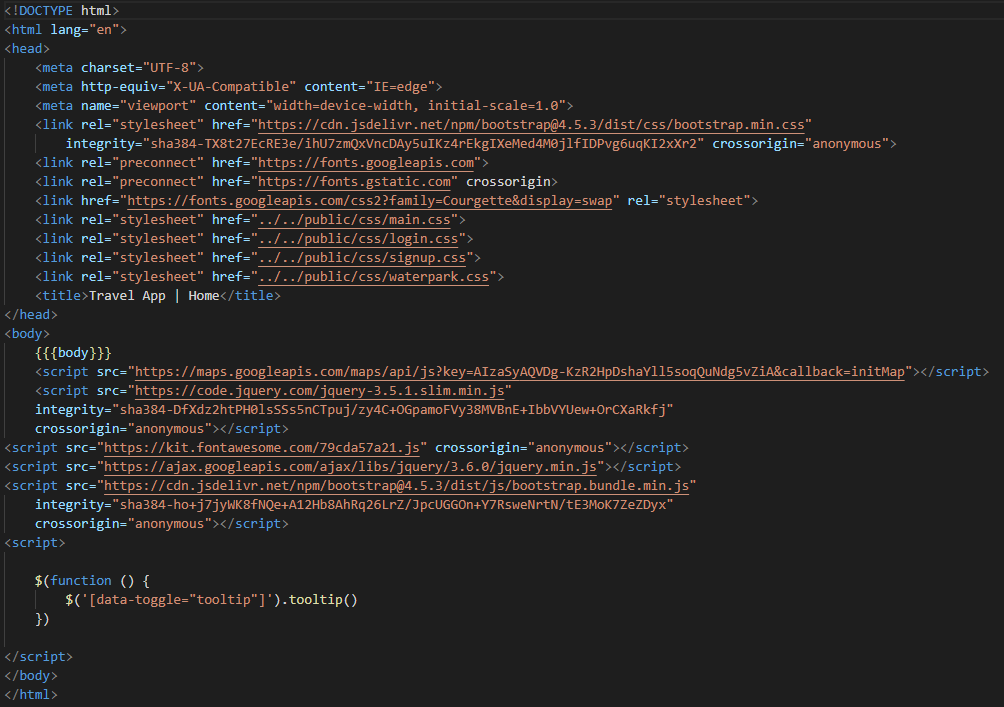 <!DOCTYPE html>
<html lang="en">
<head>
    <meta charset="UTF-8">
    <meta http-equiv="X-UA-Compatible" content="IE=edge">
    <meta name="viewport" content="width=device-width, initial-scale=1.0">
    <link rel="stylesheet" href="https://cdn.jsdelivr.net/npm/bootstrap@4.5.3/dist/css/bootstrap.min.css"
        integrity="sha384-TX8t27EcRE3e/ihU7zmQxVncDAy5uIKz4rEkgIXeMed4M0jlfIDPvg6uqKI2xXr2" crossorigin="anonymous">
    <link rel="preconnect" href="https://fonts.googleapis.com">
    <link rel="preconnect" href="https://fonts.gstatic.com" crossorigin>
    <link href="https://fonts.googleapis.com/css2?family=Courgette&display=swap" rel="stylesheet">
    <link rel="stylesheet" href="../../public/css/main.css">
    <link rel="stylesheet" href="../../public/css/login.css">
    <link rel="stylesheet" href="../../public/css/signup.css">
    <link rel="stylesheet" href="../../public/css/waterpark.css">
    <title>Travel App | Home</title>
</head>
<body>
    {{{body}}}
    <script src="https://maps.googleapis.com/maps/api/js?key=AIzaSyAQVDg-KzR2HpDshaYll5soqQuNdg5vZiA&callback=initMap"></script>
    <script src="https://code.jquery.com/jquery-3.5.1.slim.min.js"
    integrity="sha384-DfXdz2htPH0lsSSs5nCTpuj/zy4C+OGpamoFVy38MVBnE+IbbVYUew+OrCXaRkfj"
    crossorigin="anonymous"></script>
<script src="https://kit.fontawesome.com/79cda57a21.js" crossorigin="anonymous"></script>
<script src="https://ajax.googleapis.com/ajax/libs/jquery/3.6.0/jquery.min.js"></script>
<script src="https://cdn.jsdelivr.net/npm/bootstrap@4.5.3/dist/js/bootstrap.bundle.min.js"
    integrity="sha384-ho+j7jyWK8fNQe+A12Hb8AhRq26LrZ/JpcUGGOn+Y7RsweNrtN/tE3MoK7ZeZDyx"
    crossorigin="anonymous"></script>
<script>
    $(function () {
        $('[data-toggle="tooltip"]').tooltip()
    })
</script>
</body>
</html>